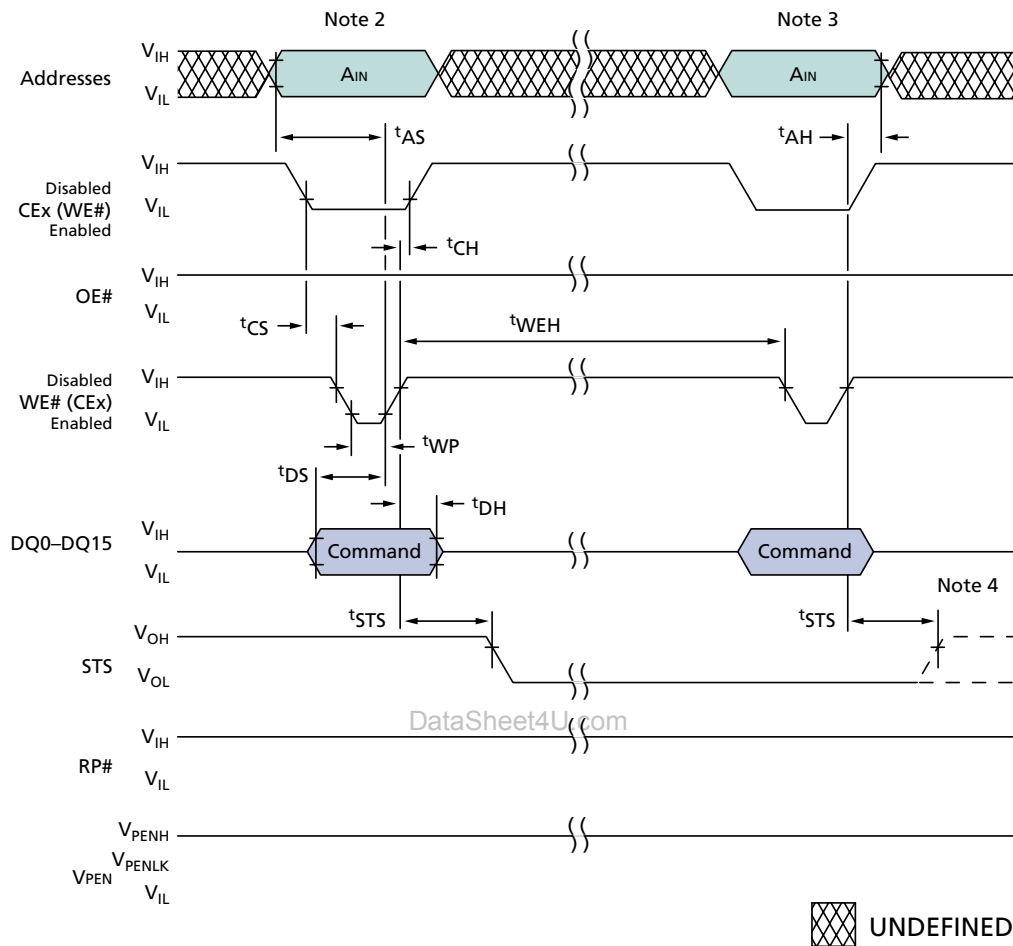 Note 2
Note 3
Addresses
VIH
VIL
AIN
AIN
tAS
tAH
Disabled
CEx (WE#)
Enabled
VIH
VIL
tCH
OE#
VIH
VIL
tCS
tWEH
Disabled
WE# (CEx)
Enabled
VIH
VIL
tWP
tDS
tDH
DQ0–DQ15
VIH
VIL
Command
Command
Note 4
tSTS
tSTS
STS
VOH
VOL
DataSheet4U.com
RP#
VIH
VIL
VPEN
VPENH
VPENLK
VIL
UNDEFINED